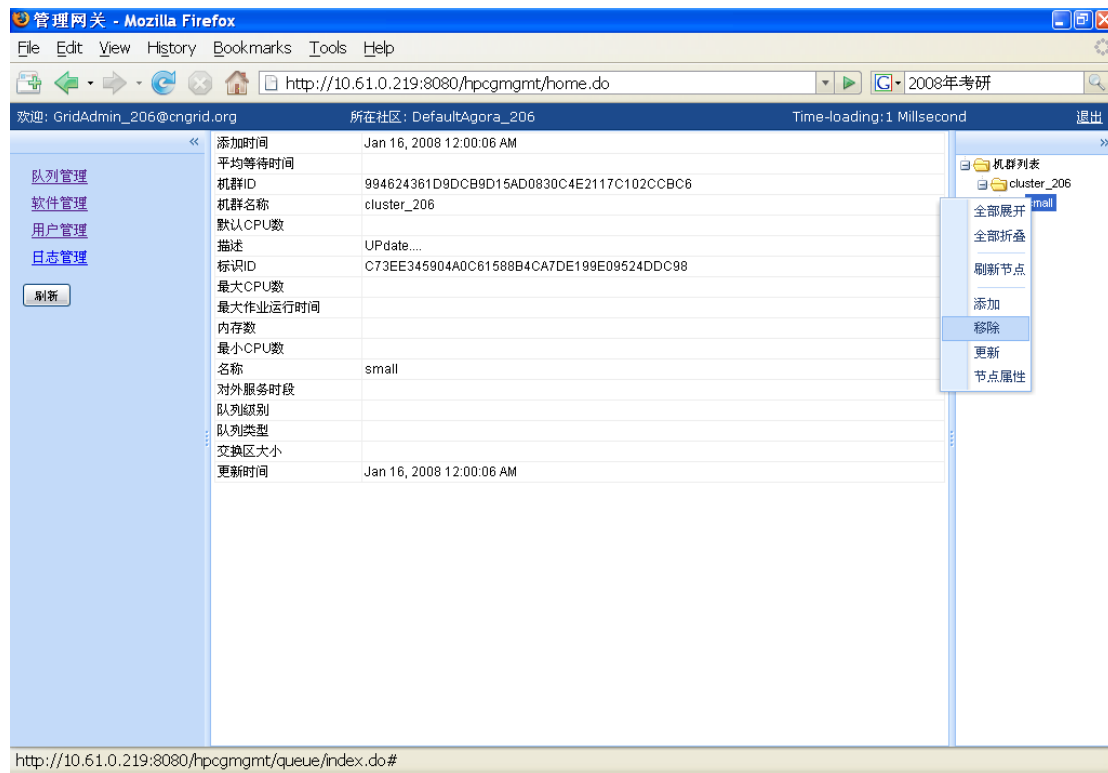 管理网关 - Mozilla Firefox
File Edit View History Bookmarks Tools Help
http://10.61.0.219:8080/hpcgmgmt/home.do
G 2008年考研
欢迎: GridAdmin_206@cngrid.org 所在社区: DefaultAgora_206 Time-loading:1 Millsecond 退出
« »
队列管理
软件管理
用户管理
日志管理
刷新
添加时间 Jan 16, 2008 12:00:06 AM
平均等待时间
机群ID 994624361D9DCB9D15AD0830C4E2117C102CCBC6
机群名称 cluster_206
默认CPU数
描述 UPdate....
标识ID C73EE345904A0C61588B4CA7DE199E09524DDC98
最大CPU数
最大作业运行时间
内存数
最小CPU数
名称 small
对外服务时段
队列级别
队列类型
交换区大小
更新时间 Jan 16, 2008 12:00:06 AM
机群列表
cluster_206
mall
全部展开
全部折叠
刷新节点
添加
移除
更新
节点属性
http://10.61.0.219:8080/hpcgmgmt/queue/index.do#